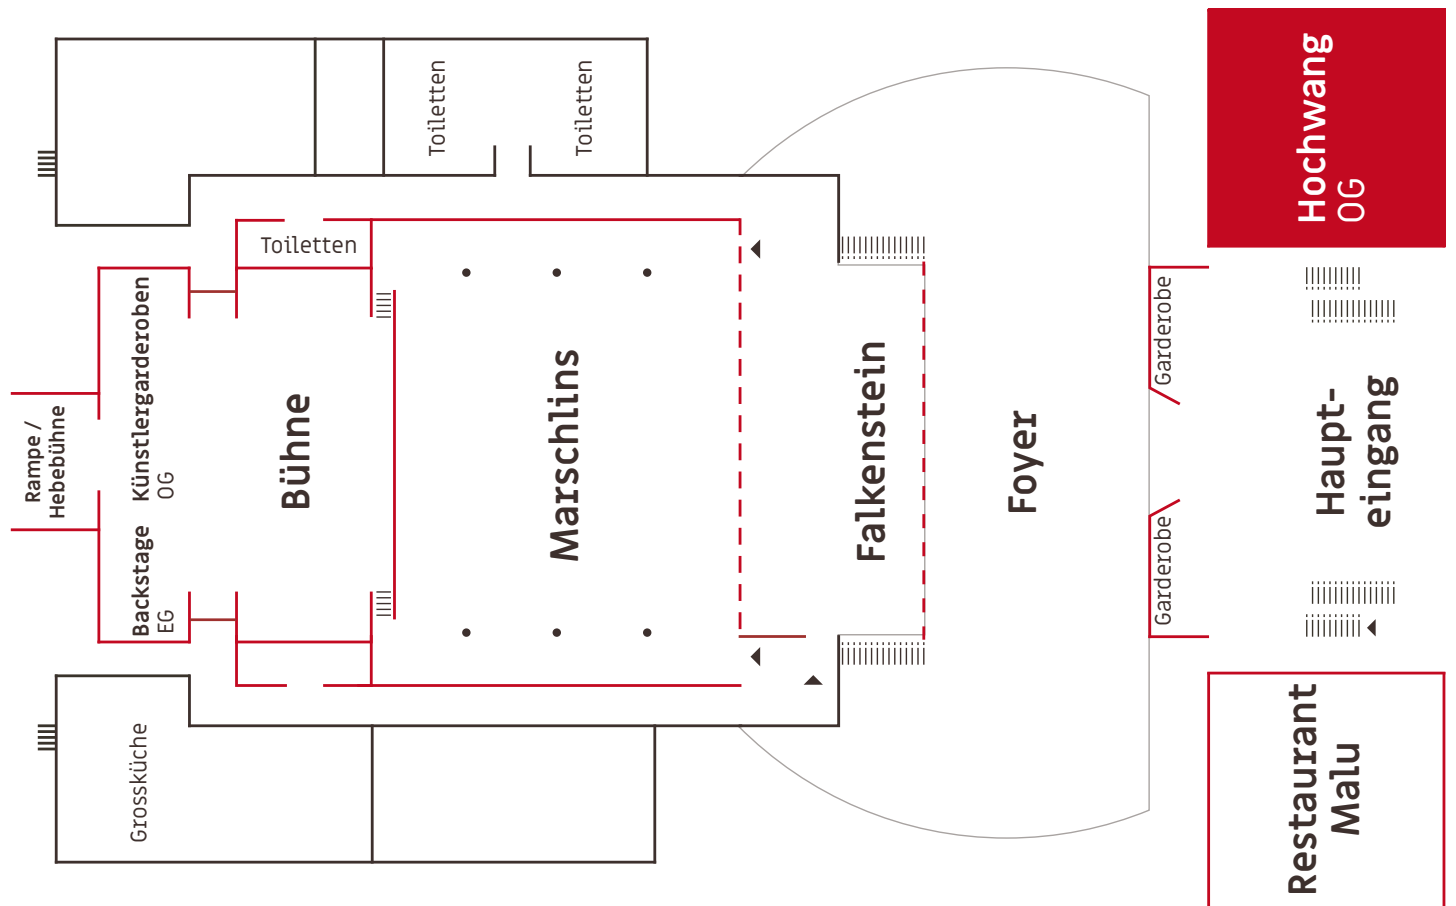 Rampe /
Hebebühne
Künstlergarderoben
OG
Backstage
EG
Grossküche
Toiletten
Bühne
Toiletten
Toiletten
Marschlins
Falkenstein
Foyer
Garderobe
Garderobe
Hochwang
OG
Haupt-
eingang
Restaurant
Malu